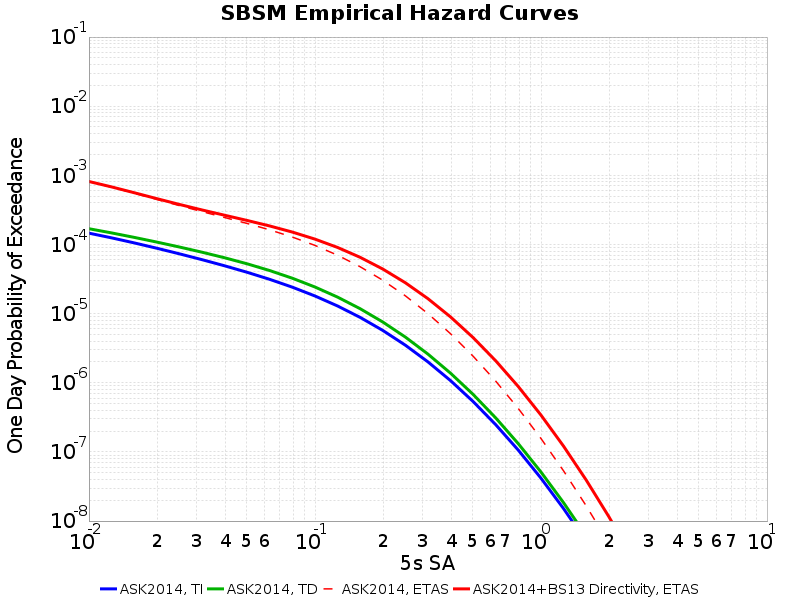 SBSM Empirical Hazard Curves
One Day Probability of Exceedance
10^-1
10^-2
10^-3
10^-4
10^-5
10^-6
10^-7
10^-8
10^-2 2 3 4 5 6 10^-1 2 3 4 5 6 7 10^0 2 3 4 5 6 7 10^1
5s SA
ASK2014, TI ASK2014, TD ASK2014, ETAS ASK2014+BS13 Directivity, ETAS